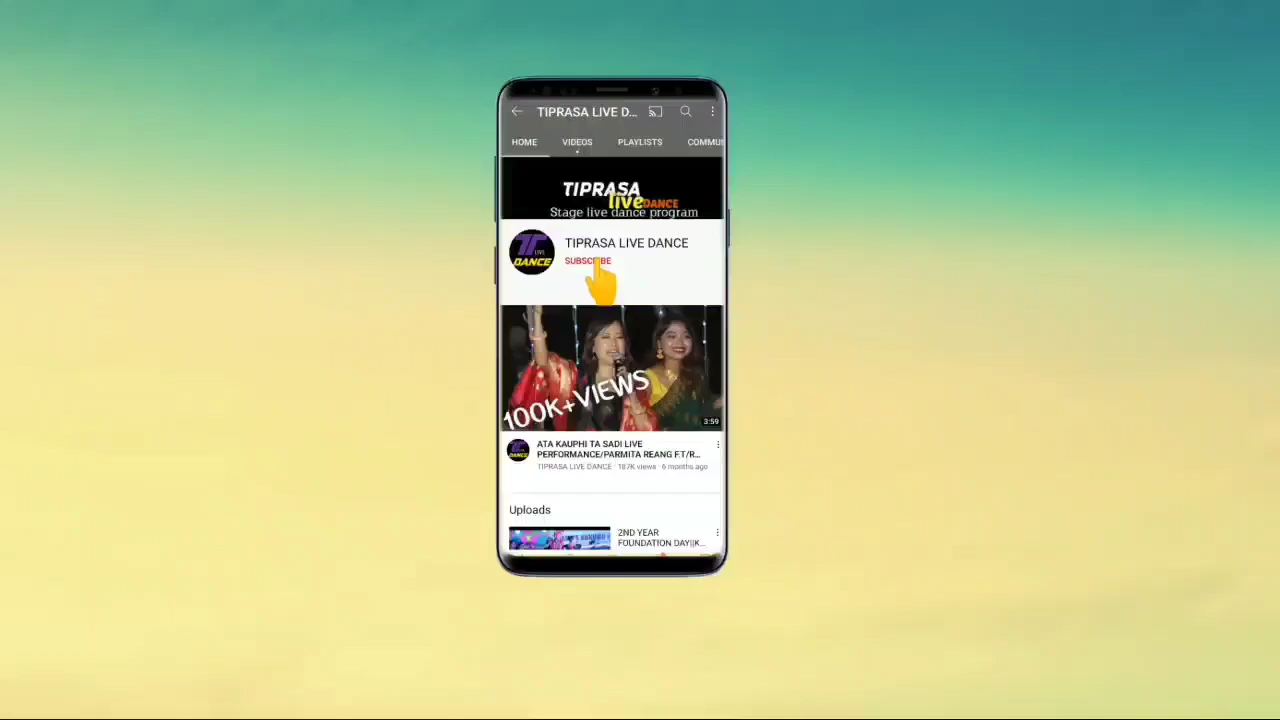 TIPRASA LIVE D...
HOME VIDEOS PLAYLISTS COMMU
TIPRASA
live DANCE
Stage live dance program
LIVE
DANCE
TIPRASA LIVE DANCE
SUBSCRIBE
100K+VIEWS
3:59
ATA KAUPHI TA SADI LIVE
PERFORMANCE/PARMITA REANG F.T/R...
TIPRASA LIVE DANCE · 187K views · 6 months ago
Uploads
2ND YEAR
FOUNDATION DAY||K...